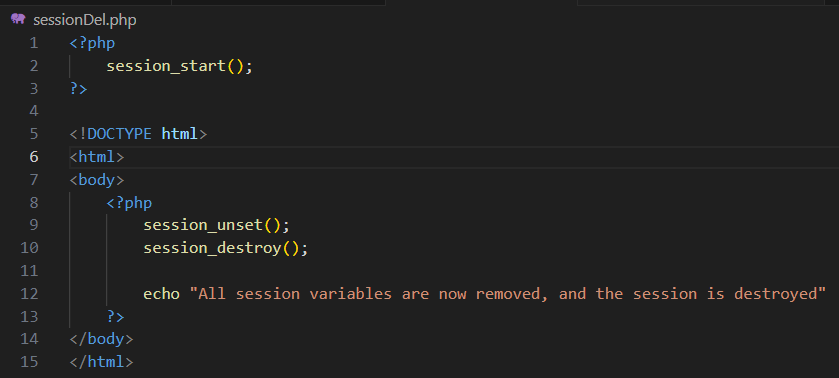 sessionDel.php
1 <?php
2     session_start();
3 ?>
4
5 <!DOCTYPE html>
6 <html>
7 <body>
8     <?php
9         session_unset();
10         session_destroy();
11
12         echo "All session variables are now removed, and the session is destroyed"
13     ?>
14 </body>
15 </html>